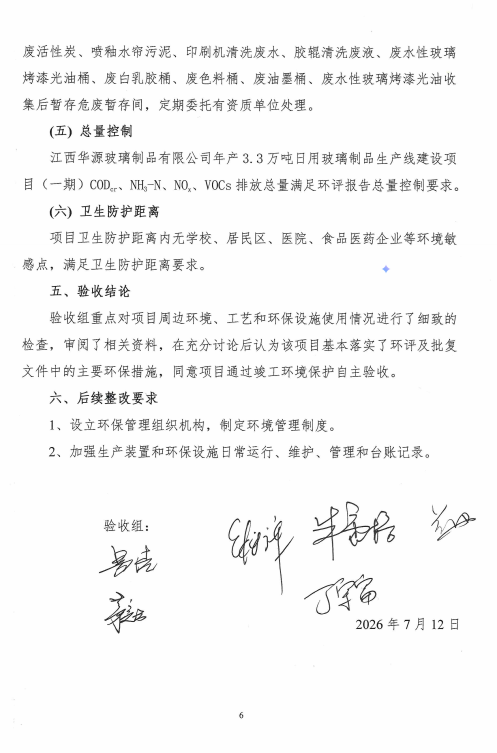 废活性炭、喷釉水帘污泥、印刷机清洗废水、胶辊清洗废液、废水性玻璃
烤漆光油桶、废白乳胶桶、废色料桶、废油墨桶、废水性玻璃烤漆光油收
集后暂存危废暂存间，定期委托有资质单位处理。
(五) 总量控制
江西华源玻璃制品有限公司年产 3.3 万吨日用玻璃制品生产线建设项
目（一期）CODcr、NH₃-N、NOx、VOCs 排放总量满足环评报告总量控制要求。
(六) 卫生防护距离
项目卫生防护距离内无学校、居民区、医院、食品医药企业等环境敏
感点，满足卫生防护距离要求。
五、验收结论
验收组重点对项目周边环境、工艺和环保设施使用情况进行了细致的
检查，审阅了相关资料，在充分讨论后认为该项目基本落实了环评及批复
文件中的主要环保措施，同意项目通过竣工环境保护自主验收。
六、后续整改要求
1、设立环保管理组织机构，制定环境管理制度。
2、加强生产装置和环保设施日常运行、维护、管理和台账记录。
验收组：
2026 年 7 月 12 日
6